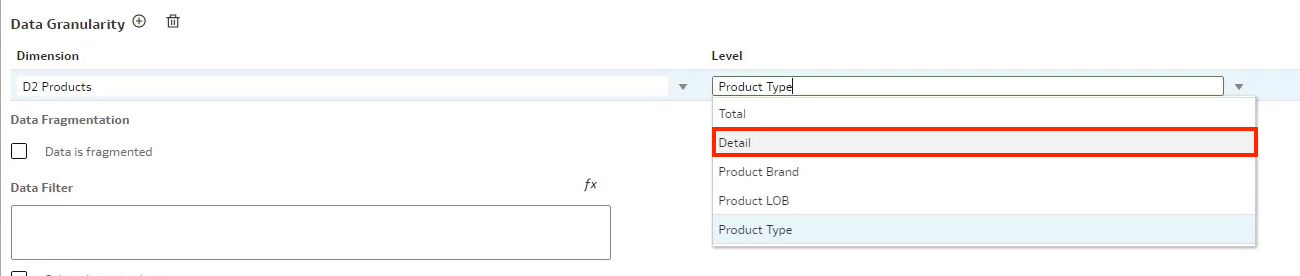 Data Granularity
Dimension Level
D2 Products Product Type
Total
Data Fragmentation
Detail
Data is fragmented
Product Brand
Data Filter fx
Product LOB
Product Type